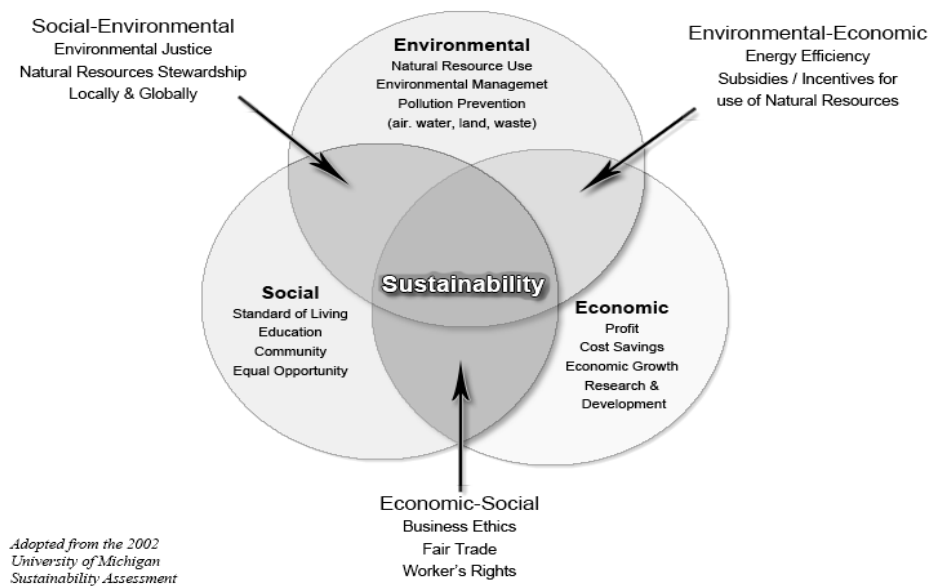 Social-Environmental
Environmental Justice
Natural Resources Stewardship
Locally & Globally
Environmental
Natural Resource Use
Environmental Managemet
Pollution Prevention
(air. water, land, waste)
Environmental-Economic
Energy Efficiency
Subsidies / Incentives for
use of Natural Resources
Sustainability
Social
Standard of Living
Education
Community
Equal Opportunity
Economic
Profit
Cost Savings
Economic Growth
Research &
Development
Economic-Social
Business Ethics
Fair Trade
Worker's Rights
Adopted from the 2002
University of Michigan
Sustainability Assessment